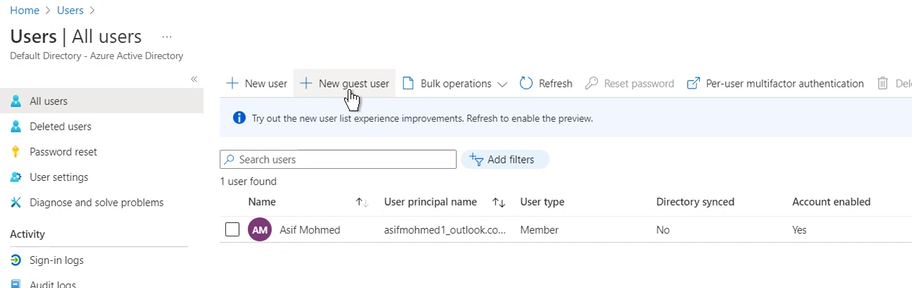 Home > Users >
Users | All users ...
Default Directory - Azure Active Directory
«
+ New user + New guest user Bulk operations Refresh Reset password Per-user multifactor authentication
All users
Deleted users
Password reset
User settings
Diagnose and solve problems
Activity
Sign-in logs
Audit logs
Try out the new user list experience improvements. Refresh to enable the preview.
Search users
Add filters
1 user found
Name User principal name User type Directory synced Account enabled
AM Asif Mohmed asifmohmed1_outlook.co... Member No Yes